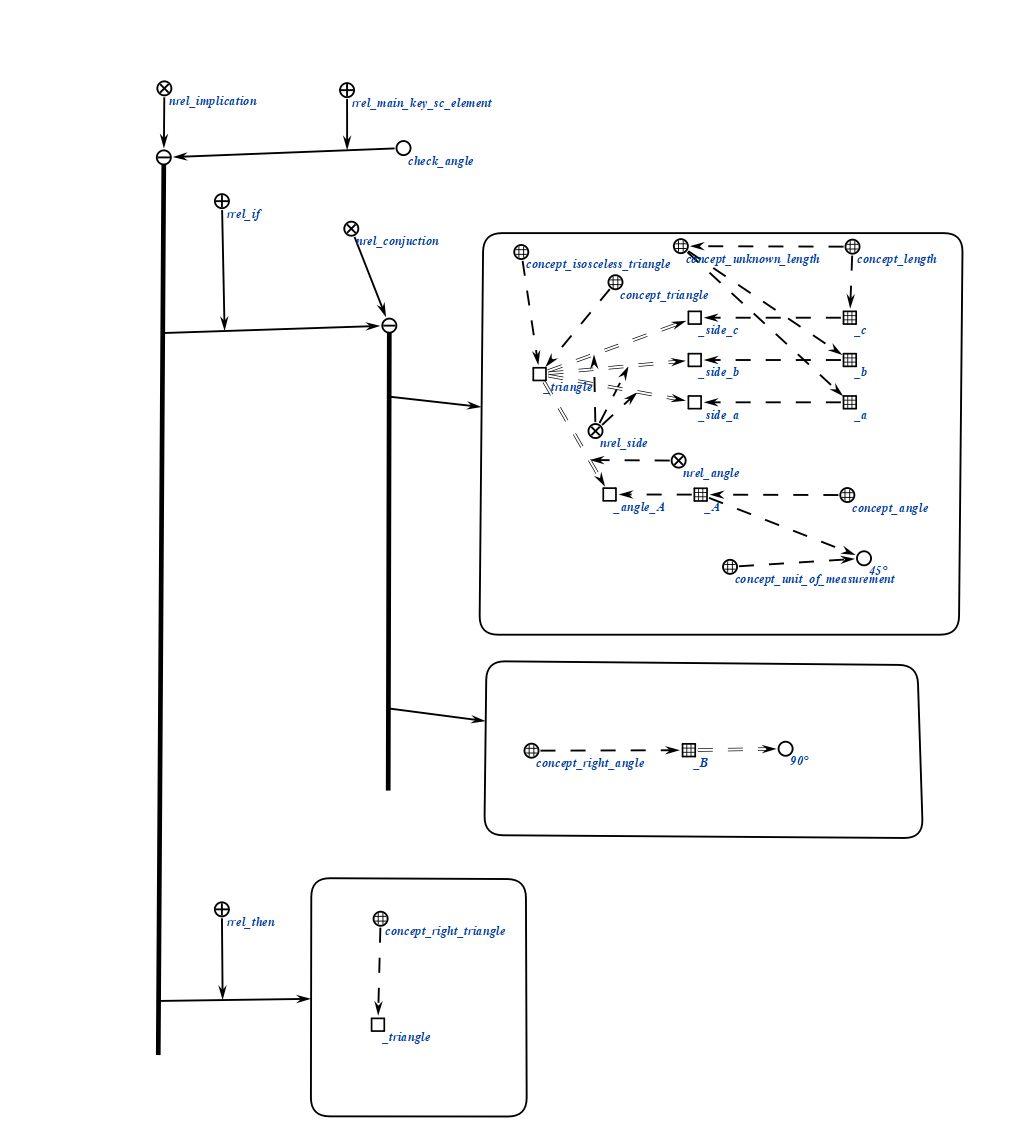 nrel_implication
rrel_main_key_sc_element
check_angle
rrel_if
nrel_conjuction
concept_isosceless_triangle
concept_unknown_length
concept_length
concept_triangle
_side_c
_c
_side_b
_b
_triangle
_side_a
_a
nrel_side
nrel_angle
_angle_A
_A
concept_angle
45°
concept_unit_of_measurement
concept_right_angle
_B
90°
rrel_then
concept_right_triangle
_triangle